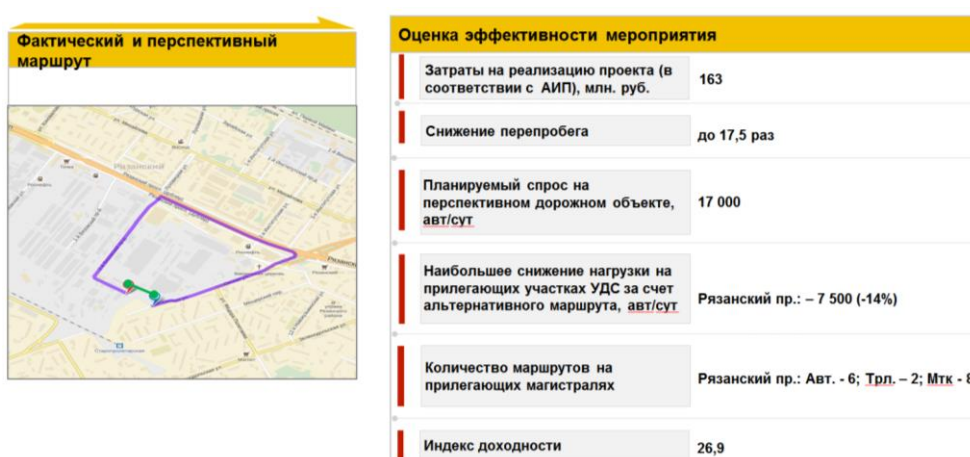 Фактический и перспективный
маршрут
Оценка эффективности мероприятия
Затраты на реализацию проекта (в
соответствии с АИП), млн. руб.
163
Снижение перепробега
до 17,5 раз
Планируемый спрос на
перспективном дорожном объекте,
авт/сут
17 000
Наибольшее снижение нагрузки на
прилегающих участках УДС за счет
альтернативного маршрута, авт/сут
Рязанский пр.: – 7 500 (-14%)
Количество маршрутов на
прилегающих магистралях
Рязанский пр.: Авт. - 6; Трл. – 2; Мтк - 8
Индекс доходности
26,9